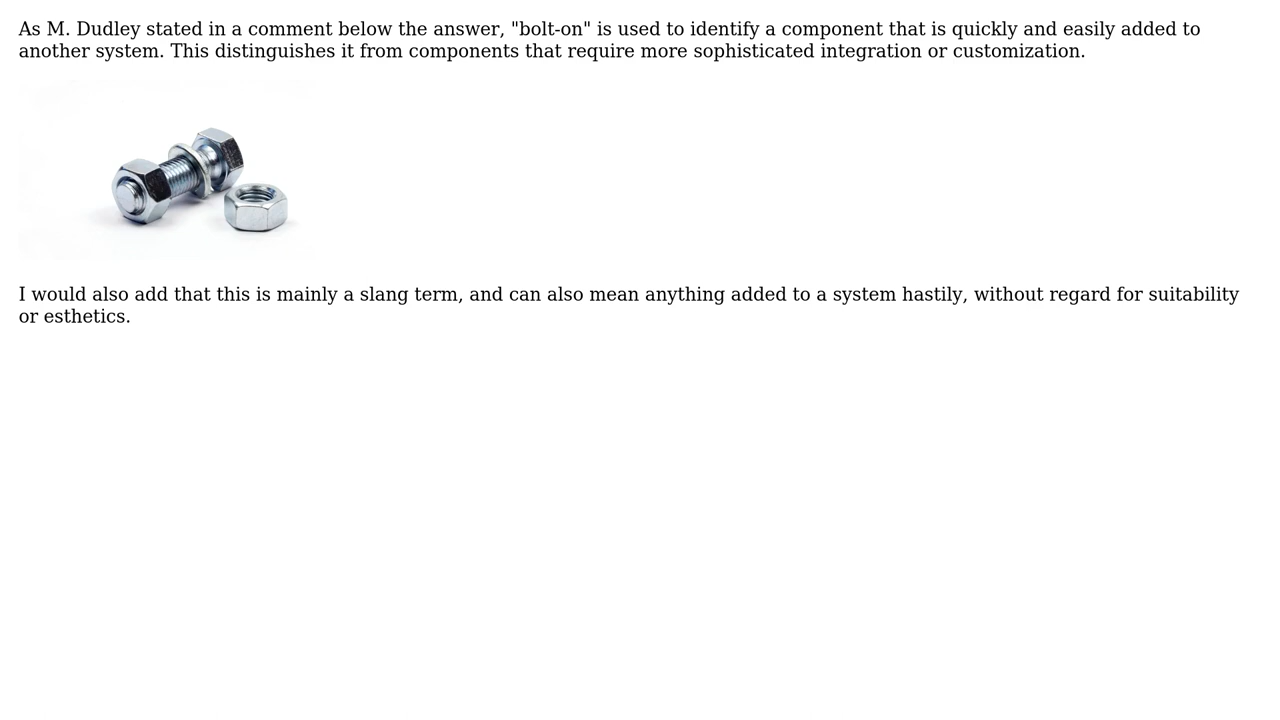 As M. Dudley stated in a comment below the answer, "bolt-on" is used to identify a component that is quickly and easily added to
another system. This distinguishes it from components that require more sophisticated integration or customization.
I would also add that this is mainly a slang term, and can also mean anything added to a system hastily, without regard for suitability
or esthetics.